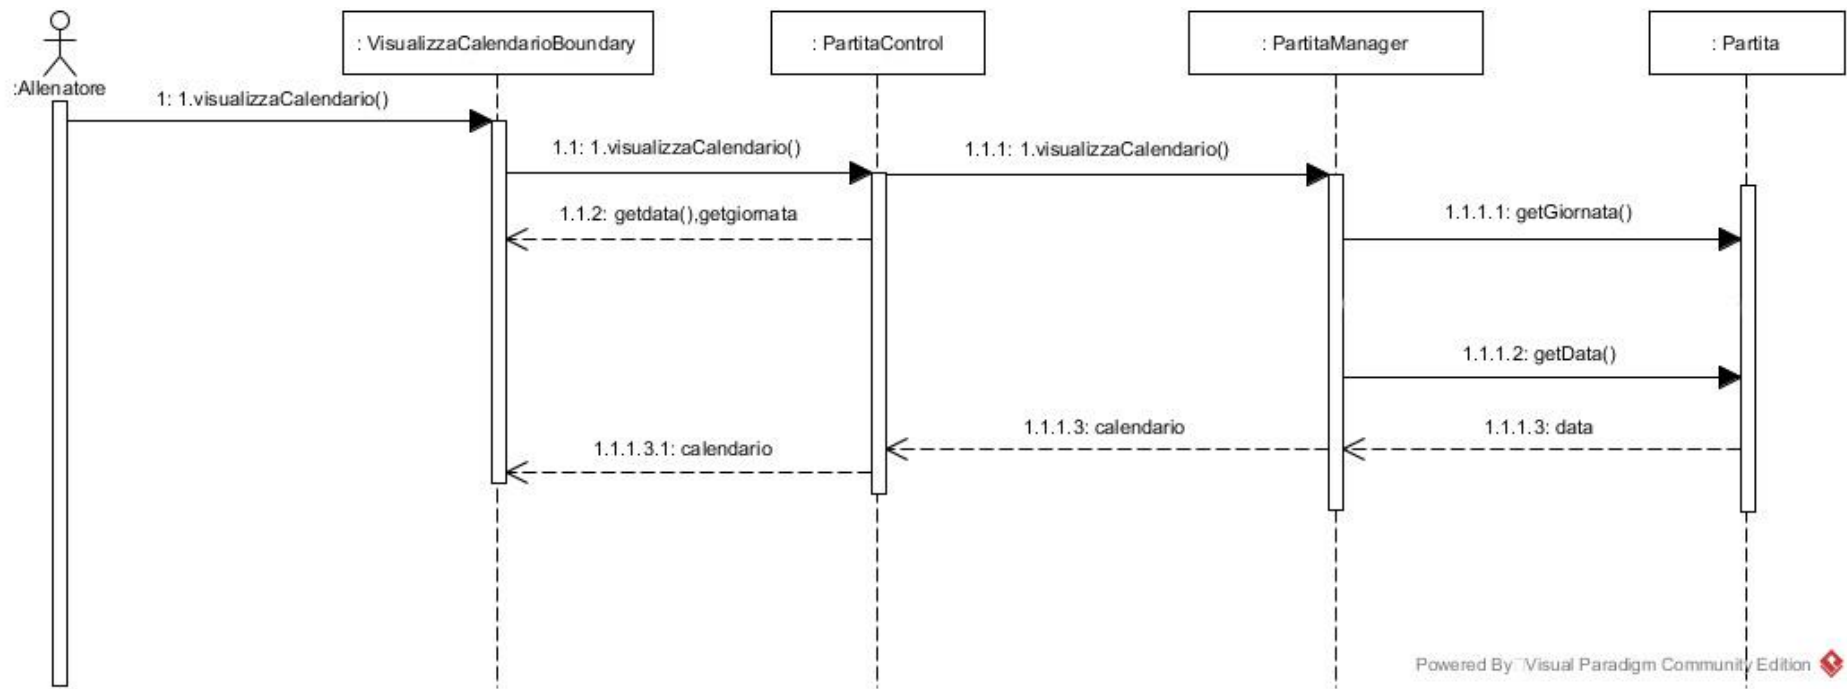 : VisualizzaCalendarioBoundary
: PartitaControl
: PartitaManager
: Partita
:Allenatore
1: 1.visualizzaCalendario()
1.1: 1.visualizzaCalendario()
1.1.1: 1.visualizzaCalendario()
1.1.2: getdata(),getgiornata
1.1.1.1: getGiornata()
1.1.1.2: getData()
1.1.1.3: calendario
1.1.1.3: data
1.1.1.3.1: calendario
Powered By Visual Paradigm Community Edition